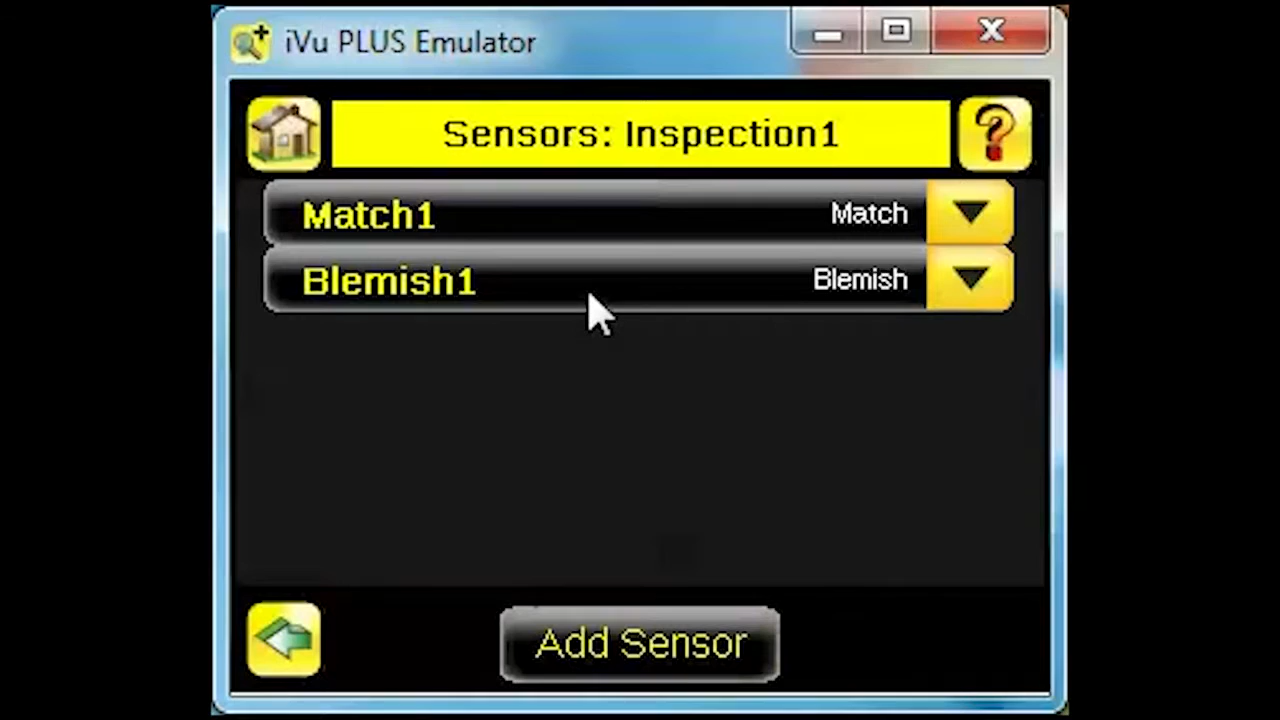 iVu PLUS Emulator
Sensors: Inspection1
Match1 Match
Blemish1 Blemish
Add Sensor